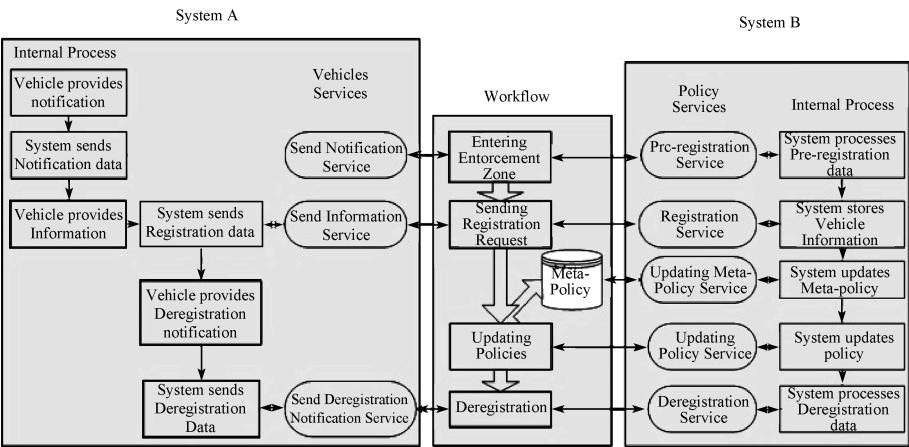 System A
System B
Internal Process
Vehicle provides
notification
System sends
Notification data
Vehicle provides
Information
System sends
Registration data
Vehicle provides
Deregistration
notification
System sends
Deregistration
Data
Vehicles
Services
Send Notification
Service
Send Information
Service
Send Deregistration
Notification Service
Workflow
Entering
Entorcement
Zone
Sending
Registration
Request
Meta-
Policy
Updating
Policies
Deregistration
Policy
Services
Prc-registration
Service
Registration
Service
Updating Meta-
Policy Service
Updating
Policy Service
Deregistration
Service
Internal Process
System processes
Pre-registration
data
System stores
Vehicle
Information
System updates
Meta-policy
System updates
policy
System processes
Deregistration
data